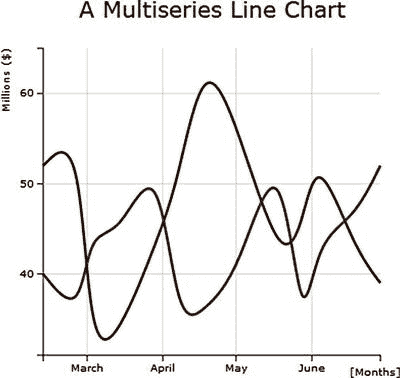 A Multiseries Line Chart
Millions ($)
60
50
40
March April May June [Months]